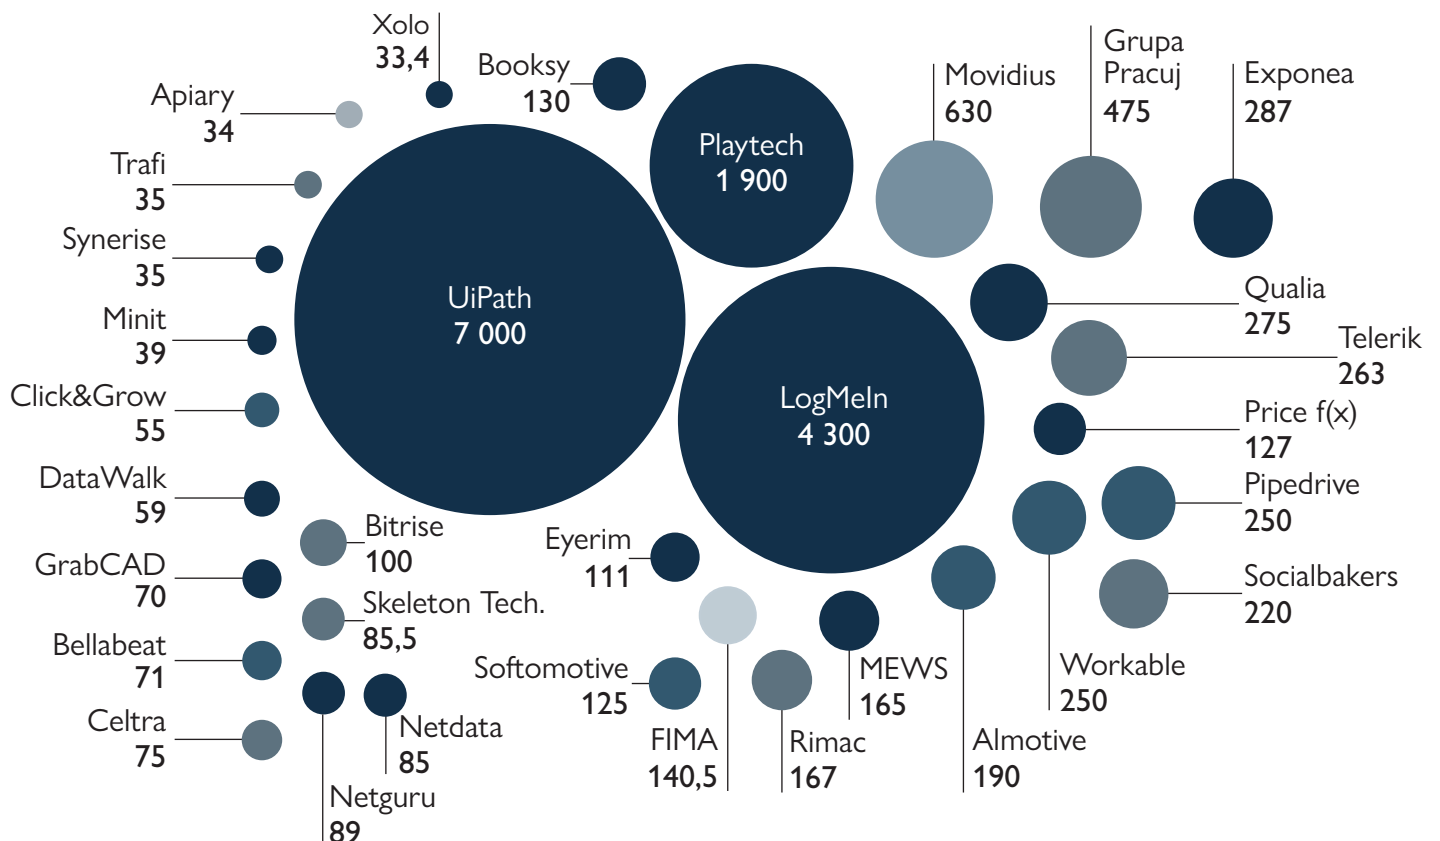 Xolo
33,4
Booksy
130
Apiary
34
Trafi
35
Synerise
35
Minit
39
Click&Grow
55
DataWalk
59
GrabCAD
70
Bellabeat
71
Celtra
75
UiPath
7 000
Playtech
1 900
LogMeIn
4 300
Movidius
630
Grupa
Pracuj
475
Exponea
287
Qualia
275
Telerik
263
Price f(x)
127
Pipedrive
250
Socialbakers
220
Workable
250
Almotive
190
MEWS
165
Rimac
167
FIMA
140,5
Eyerim
111
Softomotive
125
Bitrise
100
Skeleton Tech.
85,5
Netdata
85
Netguru
89